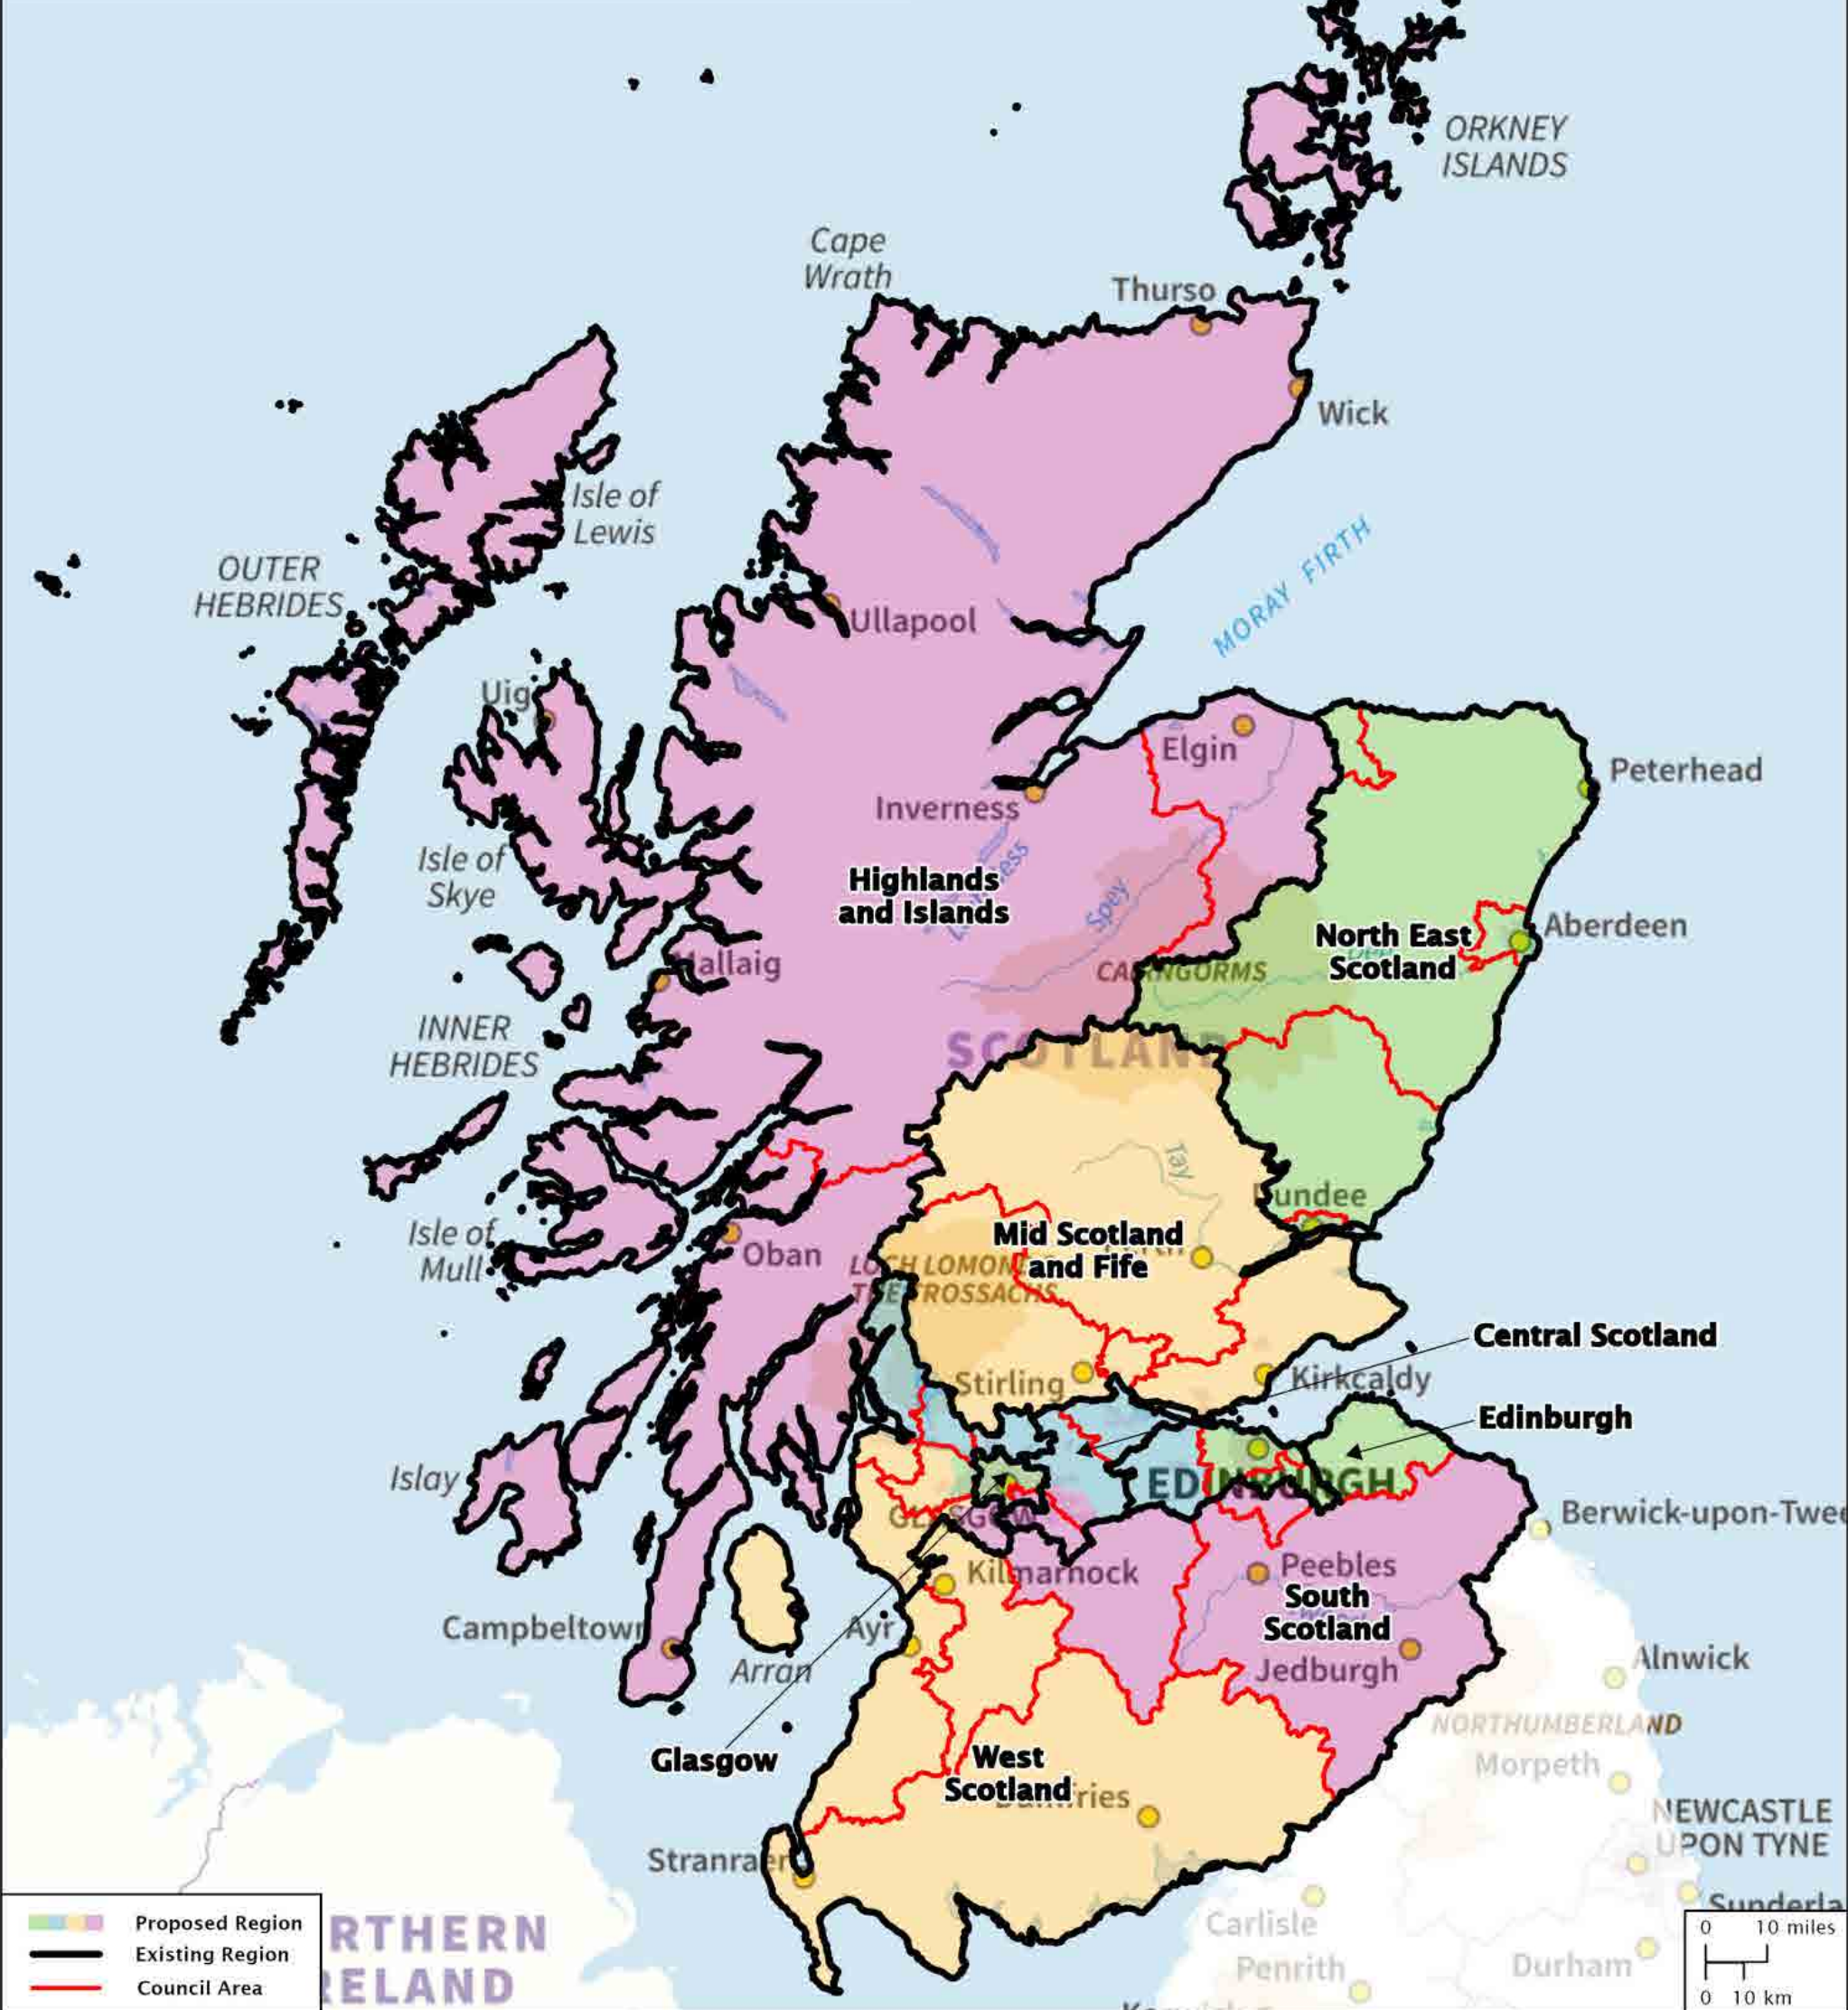 ORKNEY
ISLANDS
Cape
Wrath
Thurso
Wick
Isle of
Lewis
OUTER
HEBRIDES
MORAY FIRTH
Ullapool
Uig
Elgin
Peterhead
Inverness
Isle of
Skye
Highlands
and Islands
Spey
North East
Scotland
Aberdeen
Mallaig
CAIRNGORMS
INNER
HEBRIDES
SCOTLAND
Tay
Dundee
Isle of
Mull
Oban
Mid Scotland
and Fife
LOCH LOMON
THE TROSSACHS
Central Scotland
Stirling
Kirkcaldy
Edinburgh
Islay
EDINBURGH
GLASGOW
Berwick-upon-Twee
Kilmarnock
Peebles
South
Scotland
Campbeltown
Ayr
Arran
Jedburgh
Alnwick
NORTHUMBERLAND
Morpeth
Glasgow
West
Scotland
ries
NEWCASTLE
UPON TYNE
Stranraer
Sunderla
Carlisle
Penrith
Durham
RTHERN
RELAND
Proposed Region
Existing Region
Council Area
0 10 miles
0 10 km